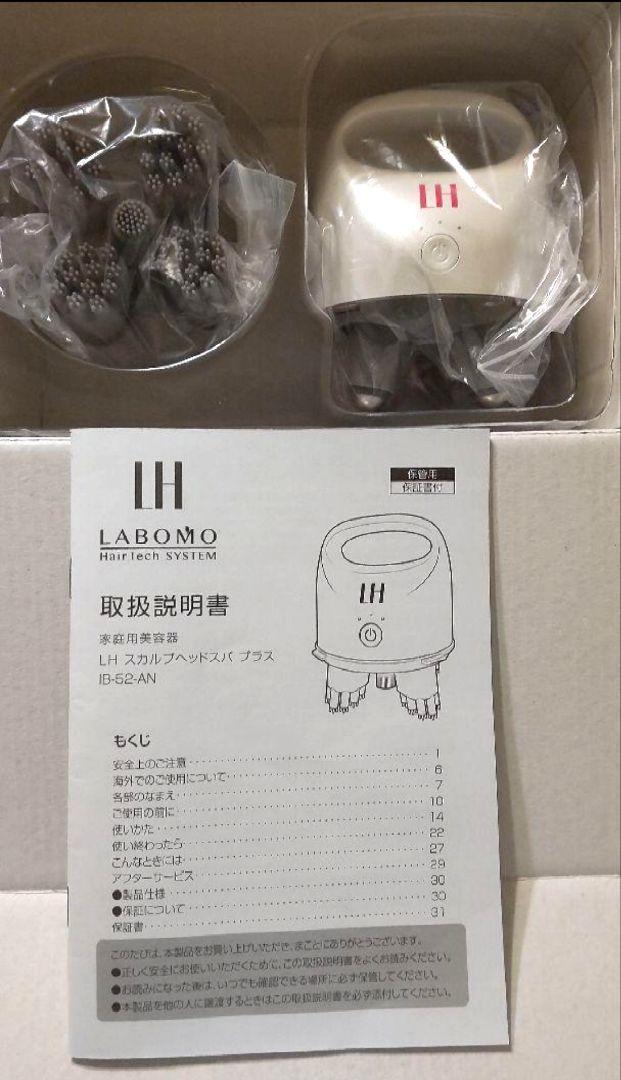 LH
LH
LABOMO
Hair Tech SYSTEM
保管用
保証書付
取扱説明書
家庭用美容器
LH スカルプヘッドスパ プラス
IB-52-AN
LH
もくじ
安全上のご注意 1
海外でのご使用について 6
各部のなまえ 7
ご使用の前に 10
使いかた 14
使い終わったら 22
こんなときには 27
アフターサービス 29
●製品仕様 30
●保証について 30
保証書 31
このたびは、本製品をお買い上げいただき、まことにありがとうございます。
●正しく安全にお使いいただくために、この取扱説明書をよくお読みください。
●お読みになった後は、いつでも確認できる場所に必ず保管してください。
●本製品を他の人に譲渡するときはこの取扱説明書を必ず添付してください。